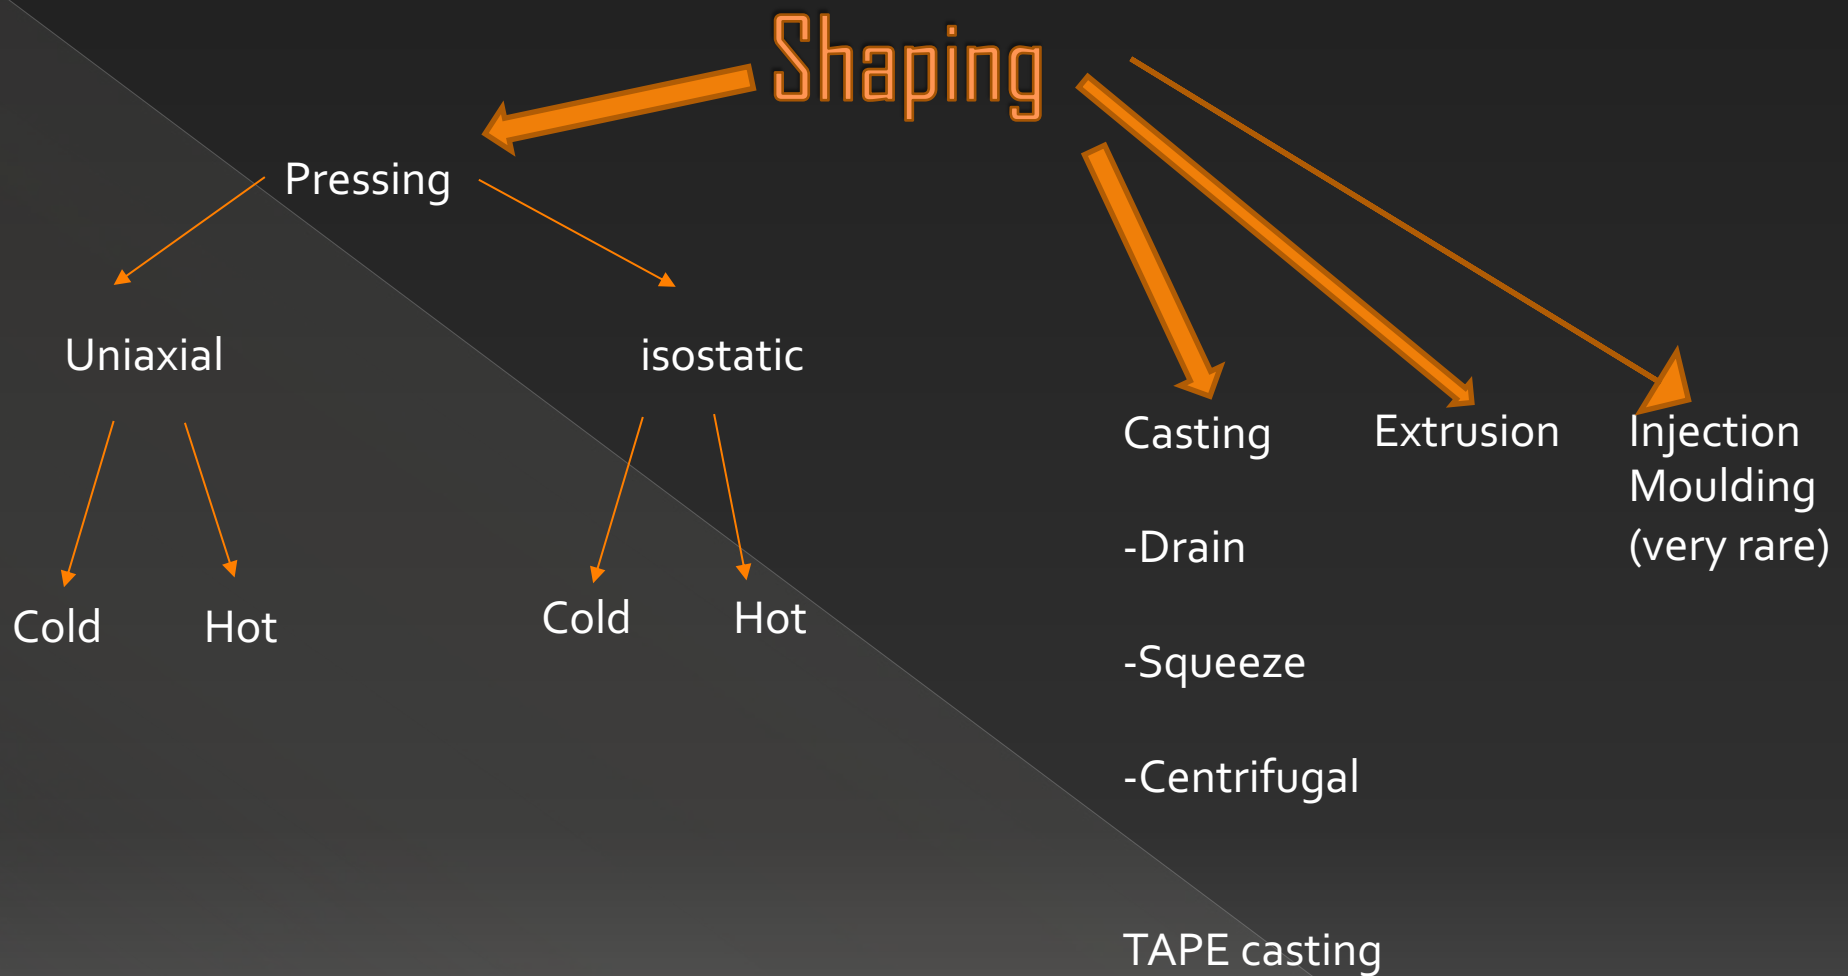 Shaping
Pressing
Uniaxial
isostatic
Cold
Hot
Cold
Hot
Casting
-Drain
-Squeeze
-Centrifugal
TAPE casting
Extrusion
Injection
Moulding
(very rare)